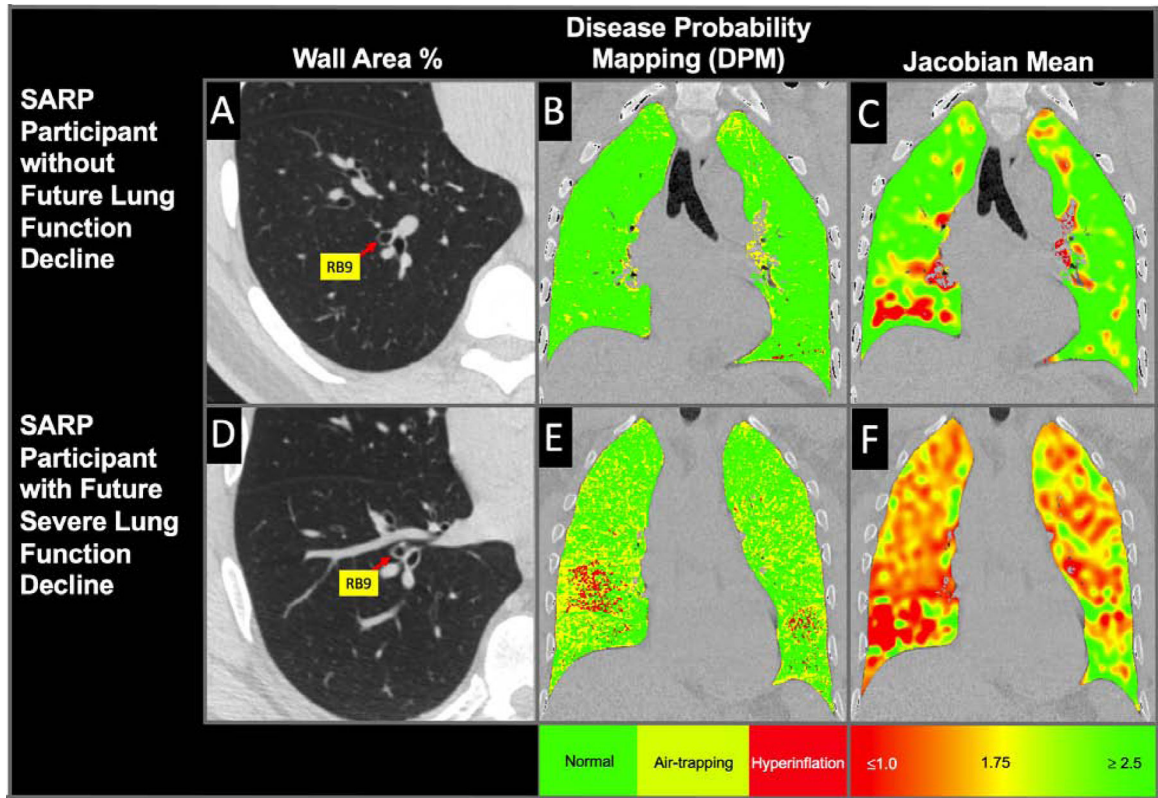 Wall Area %
Disease Probability
Mapping (DPM)
Jacobian Mean
SARP
Participant
without
Future Lung
Function
Decline
A
RB9
B
C
SARP
Participant
with Future
Severe Lung
Function
Decline
D
RB9
E
F
Normal
Air-trapping
Hyperinflation
≤1.0
1.75
≥ 2.5